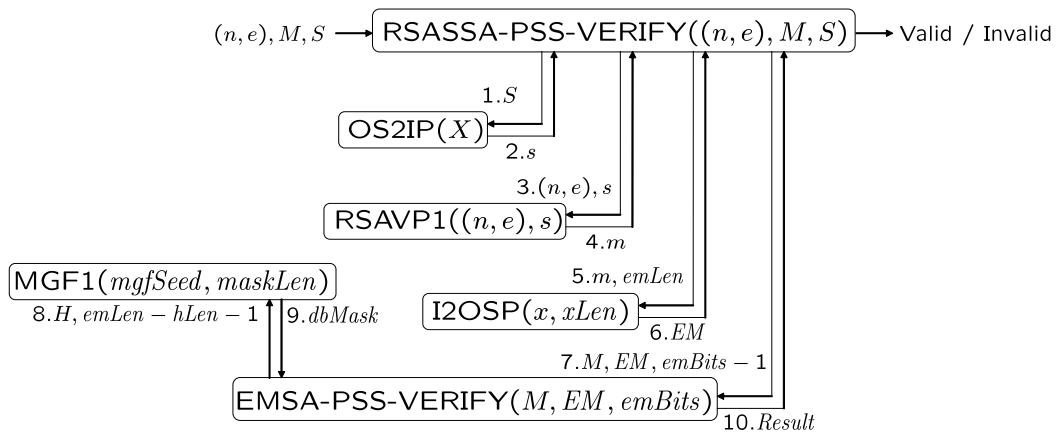 (n, e), M, S
RSASSA-PSS-VERIFY((n, e), M, S)
Valid / Invalid
1.S
OS2IP(X)
2.s
3.(n, e), s
RSAVP1((n, e), s)
4.m
5.m, emLen
MGF1(mgfSeed, maskLen)
I2OSP(x, xLen)
8.H, emLen − hLen − 1
9.dbMask
6.EM
7.M, EM, emBits − 1
EMSA-PSS-VERIFY(M, EM, emBits)
10.Result